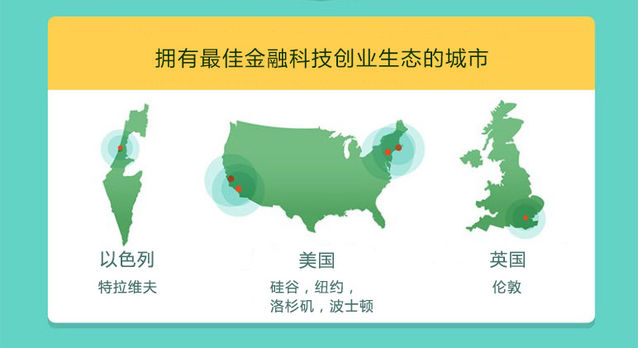 拥有最佳金融科技创业生态的城市
以色列
特拉维夫
美国
硅谷，纽约，
洛杉矶，波士顿
英国
伦敦